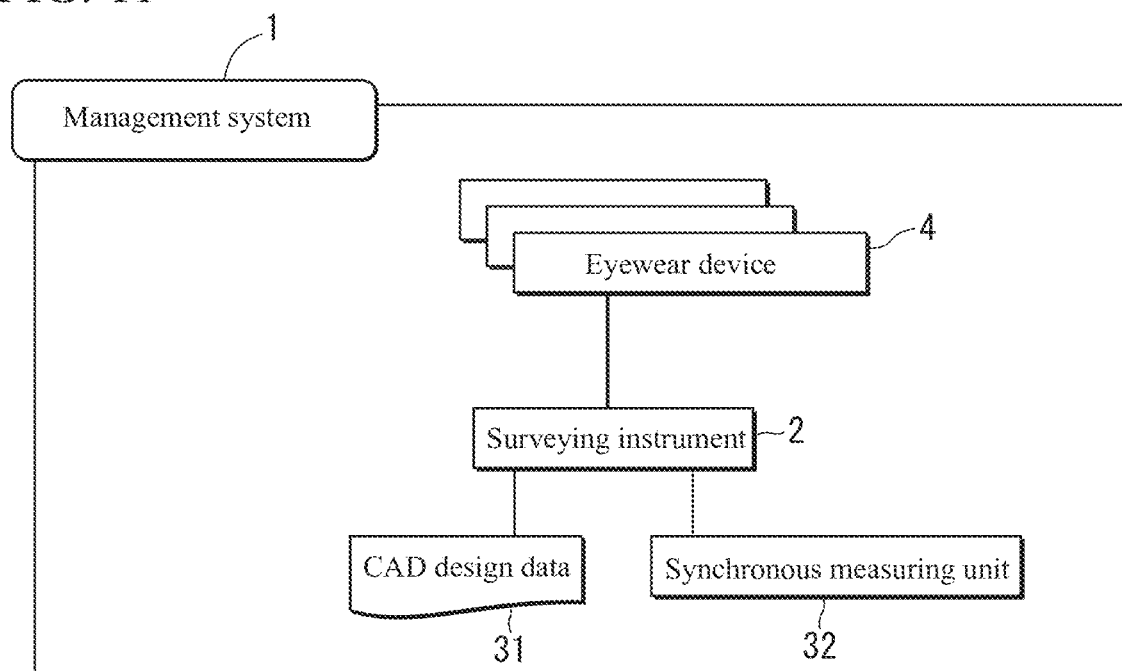 1
Management system
4
Eyewear device
Surveying instrument
2
CAD design data
Synchronous measuring unit
31
32